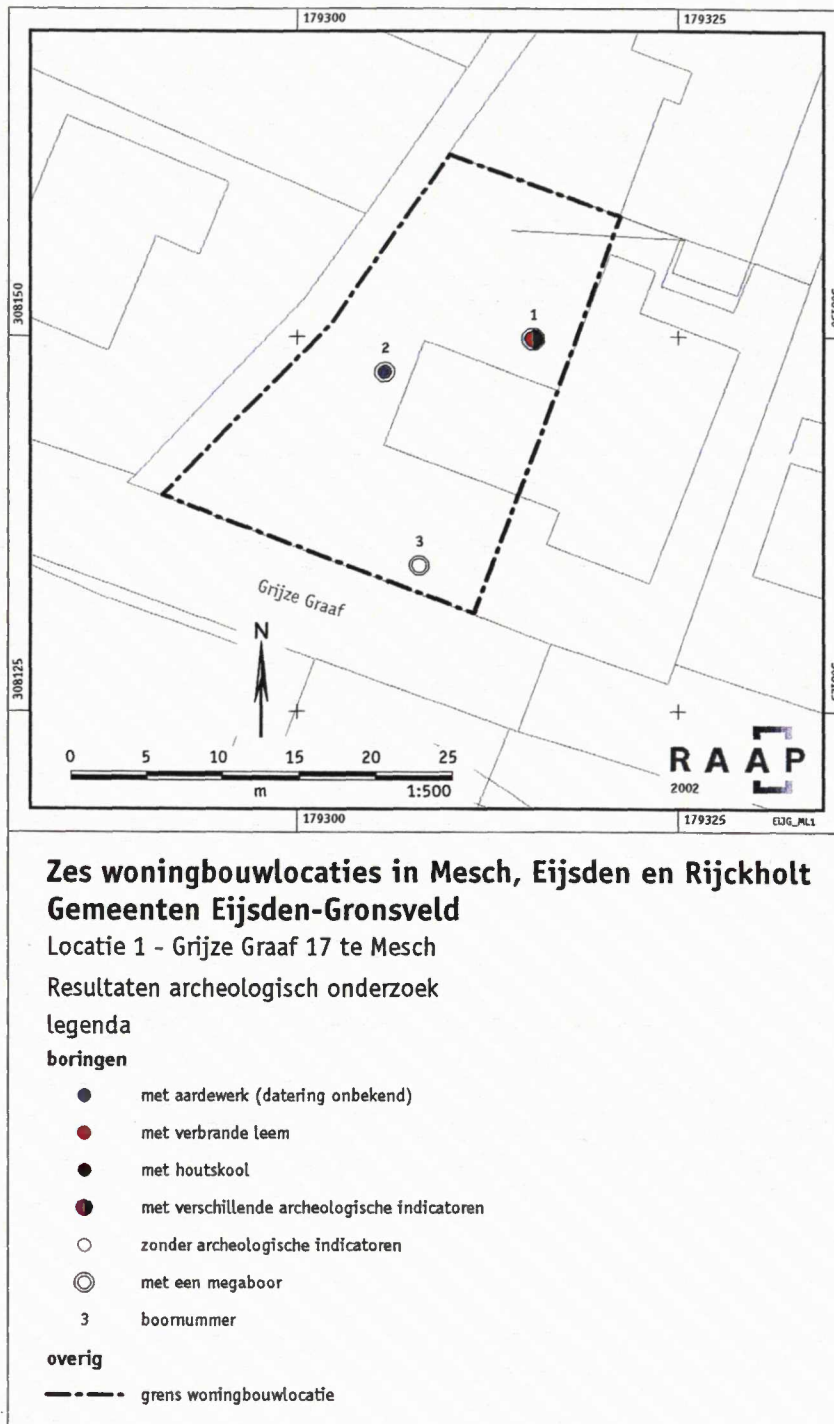 179300 179325
308150
308150
1
2
3
Grijze Graaf
N
308125
308125
0 5 10 15 20 25
m 1:500
RAAP
2002
179300 179325
EIJG_ML1
Zes woningbouwlocaties in Mesch, Eijsden en Rijckholt
Gemeenten Eijsden-Gronsveld
Locatie 1 - Grijze Graaf 17 te Mesch
Resultaten archeologisch onderzoek
legenda
boringen
met aardewerk (datering onbekend)
met verbrande leem
met houtskool
met verschillende archeologische indicatoren
zonder archeologische indicatoren
met een megaboor
3 boornummer
overig
grens woningbouwlocatie